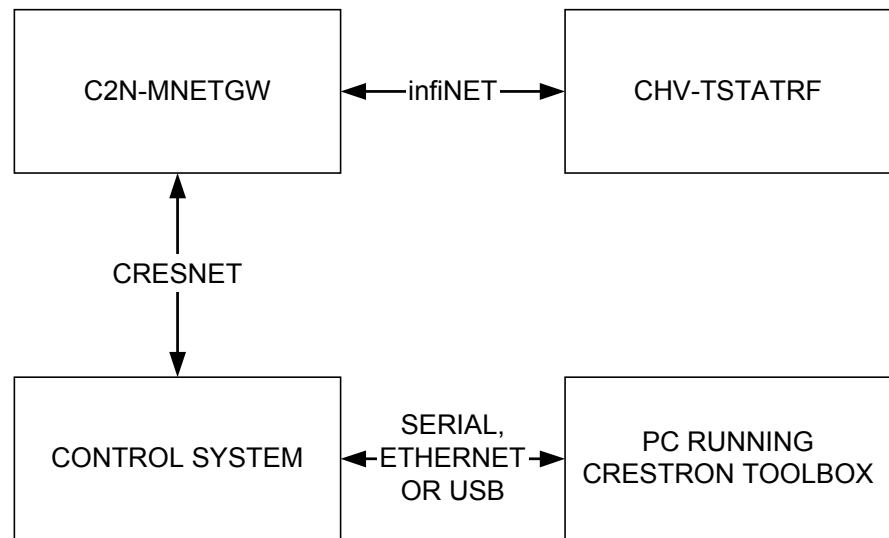 C2N-MNETGW
infiNET
CHV-TSTATRF
CRESNET
CONTROL SYSTEM
SERIAL,
ETHERNET
OR USB
PC RUNNING
CRESTRON TOOLBOX